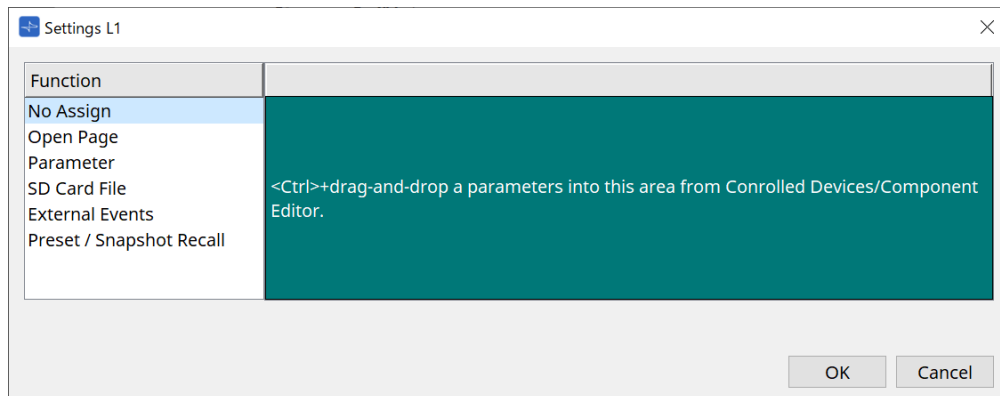 Settings L1
Function
No Assign
Open Page
Parameter
SD Card File
External Events
Preset / Snapshot Recall
<Ctrl>+drag-and-drop a parameters into this area from Conrolled Devices/Component
Editor.
OK
Cancel